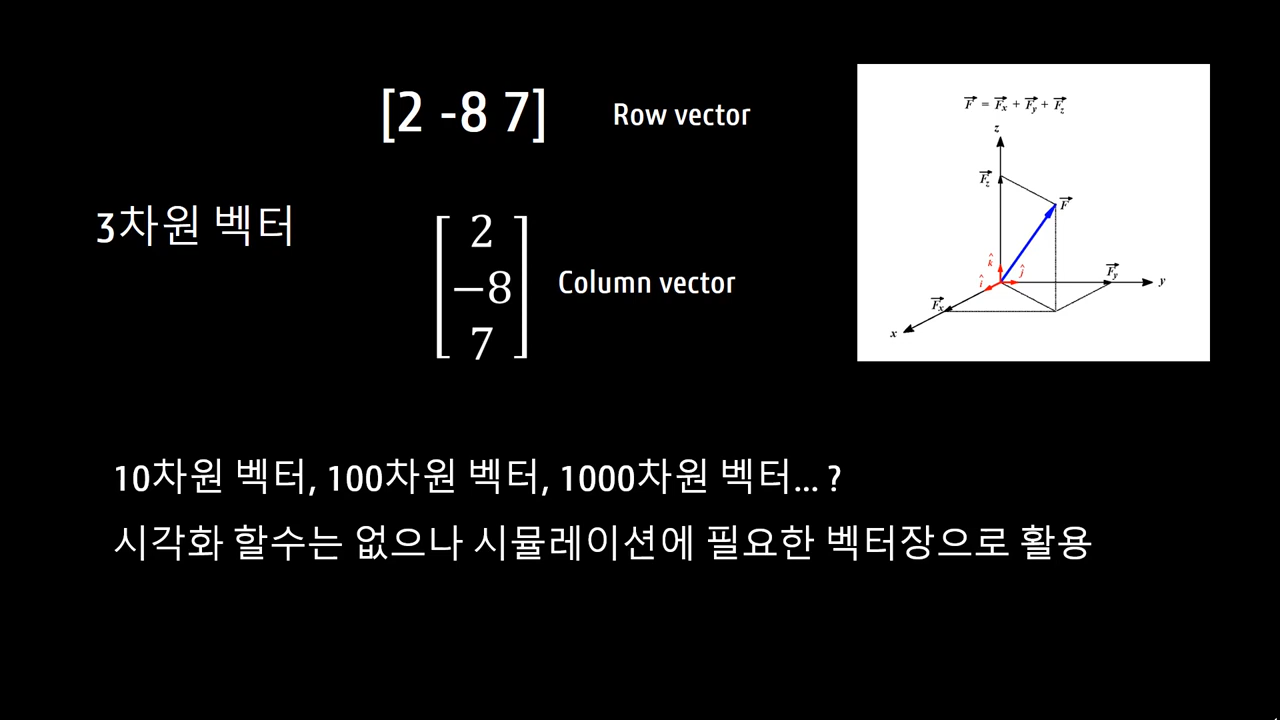 [2 -8 7] Row vector
3차원 벡터
2
−8
7
Column vector
10차원 벡터, 100차원 벡터, 1000차원 벡터... ?
시각화 할수는 없으나 시뮬레이션에 필요한 벡터장으로 활용
F⃗ = F⃗x + F⃗y + F⃗z
z
F⃗z
F⃗
k̂
ĵ
î
F⃗y
y
F⃗x
x